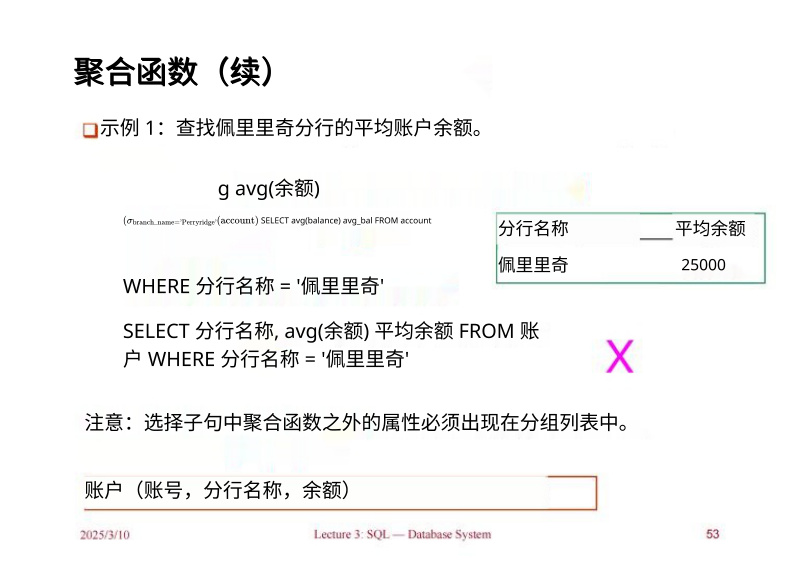 聚合函数（续）
❑示例 1：查找佩里里奇分行的平均账户余额。
g avg(余额)
(σbranch_name='Perryridge'(account) SELECT avg(balance) avg_bal FROM account
分行名称 ___平均余额
佩里里奇 25000
WHERE 分行名称 = '佩里里奇'
SELECT 分行名称, avg(余额) 平均余额 FROM 账
户 WHERE 分行名称 = '佩里里奇'
X
注意：选择子句中聚合函数之外的属性必须出现在分组列表中。
账户（账号，分行名称，余额）
2025/3/10 Lecture 3: SQL — Database System 53